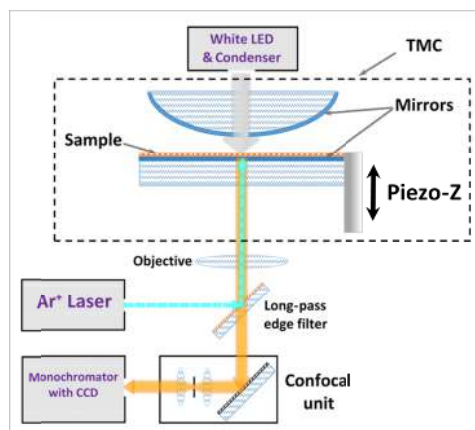 White LED
& Condenser
TMC
Mirrors
Sample
Piezo-Z
Objective
Ar⁺ Laser
Long-pass
edge filter
Monochromator
with CCD
Confocal
unit